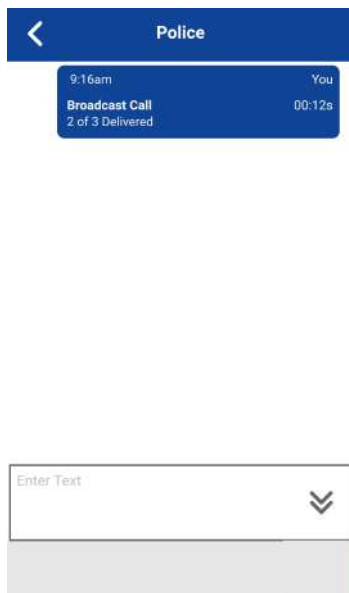 Police
9:16am You
Broadcast Call 00:12s
2 of 3 Delivered
Enter Text